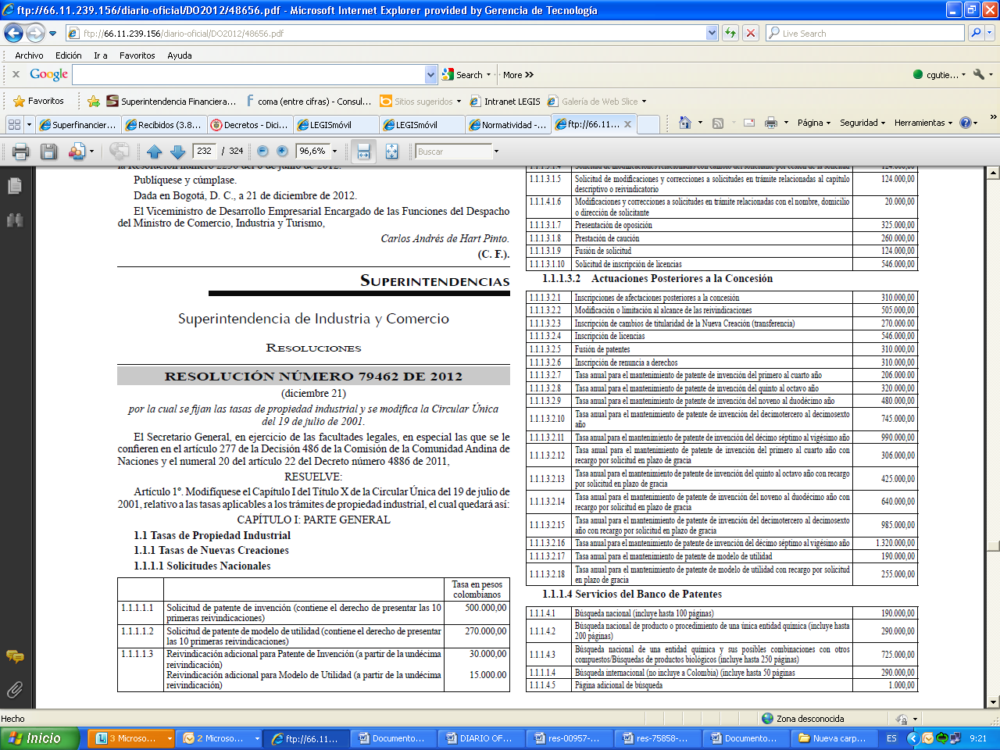 ftp://66.11.239.156/diario-oficial/DO2012/48656.pdf - Microsoft Internet Explorer provided by Gerencia de Tecnología
ftp://66.11.239.156/diario-oficial/DO2012/48656.pdf
Live Search
Archivo Edición Ir a Favoritos Ayuda
x Google Search More »
cgutie...
Favoritos Superintendencia Financiera... coma (entre cifras) - Consul... Sitios sugeridos Intranet LEGIS Galería de Web Slice
Superfinancier... Recibidos (3.8... Decretos - Dici... LEGISmóvil LEGISmóvil Normatividad -... ftp://66.11... X
Página Seguridad Herramientas »
232 / 324 96,6% Buscar
la Resolución número 2290 del 6 de junio de 2012.
Publíquese y cúmplase.
Dada en Bogotá, D. C., a 21 de diciembre de 2012.
El Viceministro de Desarrollo Empresarial Encargado de las Funciones del Despacho
del Ministro de Comercio, Industria y Turismo,
Carlos Andrés de Hart Pinto.
(C. F.).
SUPERINTENDENCIAS
Superintendencia de Industria y Comercio
RESOLUCIONES
RESOLUCIÓN NÚMERO 79462 DE 2012
(diciembre 21)
por la cual se fijan las tasas de propiedad industrial y se modifica la Circular Única
del 19 de julio de 2001.
El Secretario General, en ejercicio de las facultades legales, en especial las que se le
confieren en el artículo 277 de la Decisión 486 de la Comisión de la Comunidad Andina de
Naciones y el numeral 20 del artículo 22 del Decreto número 4886 de 2011,
RESUELVE:
Artículo 1°. Modifíquese el Capítulo I del Título X de la Circular Única del 19 de julio de
2001, relativo a las tasas aplicables a los trámites de propiedad industrial, el cual quedará así:
CAPÍTULO I: PARTE GENERAL
1.1 Tasas de Propiedad Industrial
1.1.1 Tasas de Nuevas Creaciones
1.1.1.1 Solicitudes Nacionales
Tasa en pesos
colombianos
1.1.1.1.1 Solicitud de patente de invención (contiene el derecho de presentar las 10 500.000,00
primeras reivindicaciones)
1.1.1.1.2 Solicitud de patente de modelo de utilidad (contiene el derecho de presentar 270.000,00
las 10 primeras reivindicaciones)
1.1.1.1.3 Reivindicación adicional para Patente de Invención (a partir de la undécima 30.000,00
reivindicación)
Reivindicación adicional para Modelo de Utilidad (a partir de la undécima 15.000.00
reivindicación)
1.1.1.3.1.4 Solicitud de modificaciones relacionadas con cambio del solicitante por cesión de la solicitud 124.000,00
1.1.1.3.1.5 Solicitud de modificaciones y correcciones a solicitudes en trámite relacionadas al capítulo 124.000,00
descriptivo o reivindicatorio
1.1.1.4.1.6 Modificaciones y correcciones a solicitudes en trámite relacionadas con el nombre, domicilio 20.000,00
o dirección de solicitante
1.1.1.3.1.7 Presentación de oposición 325.000,00
1.1.1.3.1.8 Prestación de caución 260.000,00
1.1.1.3.1.9 Fusión de solicitud 124.000,00
1.1.1.3.1.10 Solicitud de inscripción de licencias 546.000,00
1.1.1.3.2 Actuaciones Posteriores a la Concesión
1.1.1.3.2.1 Inscripciones de afectaciones posteriores a la concesión 310.000,00
1.1.1.3.2.2 Modificación o limitación al alcance de las reivindicaciones 505.000,00
1.1.1.3.2.3 Inscripción de cambios de titularidad de la Nueva Creación (transferencia) 270.000.00
1.1.1.3.2.4 Inscripción de licencias 546.000,00
1.1.1.3.2.5 Fusión de patentes 310.000,00
1.1.1.3.2.6 Inscripción de renuncia a derechos 310.000,00
1.1.1.3.2.7 Tasa anual para el mantenimiento de patente de invención del primero al cuarto año 206.000.00
1.1.1.3.2.8 Tasa anual para el mantenimiento de patente de invención del quinto al octavo año 320.000,00
1.1.1.3.2.9 Tasa anual para el mantenimiento de patente de invención del noveno al duodécimo año 480.000,00
1.1.1.3.2.10 Tasa anual para el mantenimiento de patente de invención del decimotercero al decimosexto 745.000,00
año
1.1.1.3.2.11 Tasa anual para el mantenimiento de patente de invención del décimo séptimo al vigésimo año 990.000,00
1.1.1.3.2.12 Tasa anual para el mantenimiento de patente de invención del primero al cuarto año con 306.000,00
recargo por solicitud en plazo de gracia
1.1.1.3.2.13 Tasa anual para el mantenimiento de patente de invención del quinto al octavo año con recargo 425.000,00
por solicitud en plazo de gracia
1.1.1.3.2.14 Tasa anual para el mantenimiento de patente de invención del noveno al duodécimo año con 640.000,00
recargo por solicitud en plazo de gracia
1.1.1.3.2.15 Tasa anual para el mantenimiento de patente de invención del decimotercero al decimosexto 985.000,00
año con recargo por solicitud en plazo de gracia
1.1.1.3.2.16 Tasa anual para el mantenimiento de patente de invención del décimo séptimo al vigésimo año 1.320.000,00
1.1.1.3.2.17 Tasa anual para el mantenimiento de patente de modelo de utilidad 190.000,00
1.1.1.3.2.18 Tasa anual para el mantenimiento de patente de modelo de utilidad con recargo por solicitud 255.000,00
en plazo de gracia
1.1.1.4 Servicios del Banco de Patentes
1.1.1.4.1 Búsqueda nacional (incluye hasta 100 páginas) 190.000,00
1.1.1.4.2 Búsqueda nacional de producto o procedimiento de una única entidad química (incluye hasta 290.000,00
200 páginas)
1.1.1.4.3 Búsqueda nacional de una entidad química y sus posibles combinaciones con otros 725.000,00
compuestos/Búsquedas de productos biológicos (incluye hasta 250 páginas)
1.1.1.1.4 Búsqueda internacional (no incluye a Colombia) (incluye hasta 50 páginas 290.000,00
1.1.1.4.5 Página adicional de búsqueda 1.000,00
Hecho Zona desconocida
Inicio 3 Microso... 2 Microso... ftp://66.11... Documento... DIARIO OF... res-00957-... res-75858-... Documento... Nueva carp... ES 9:21